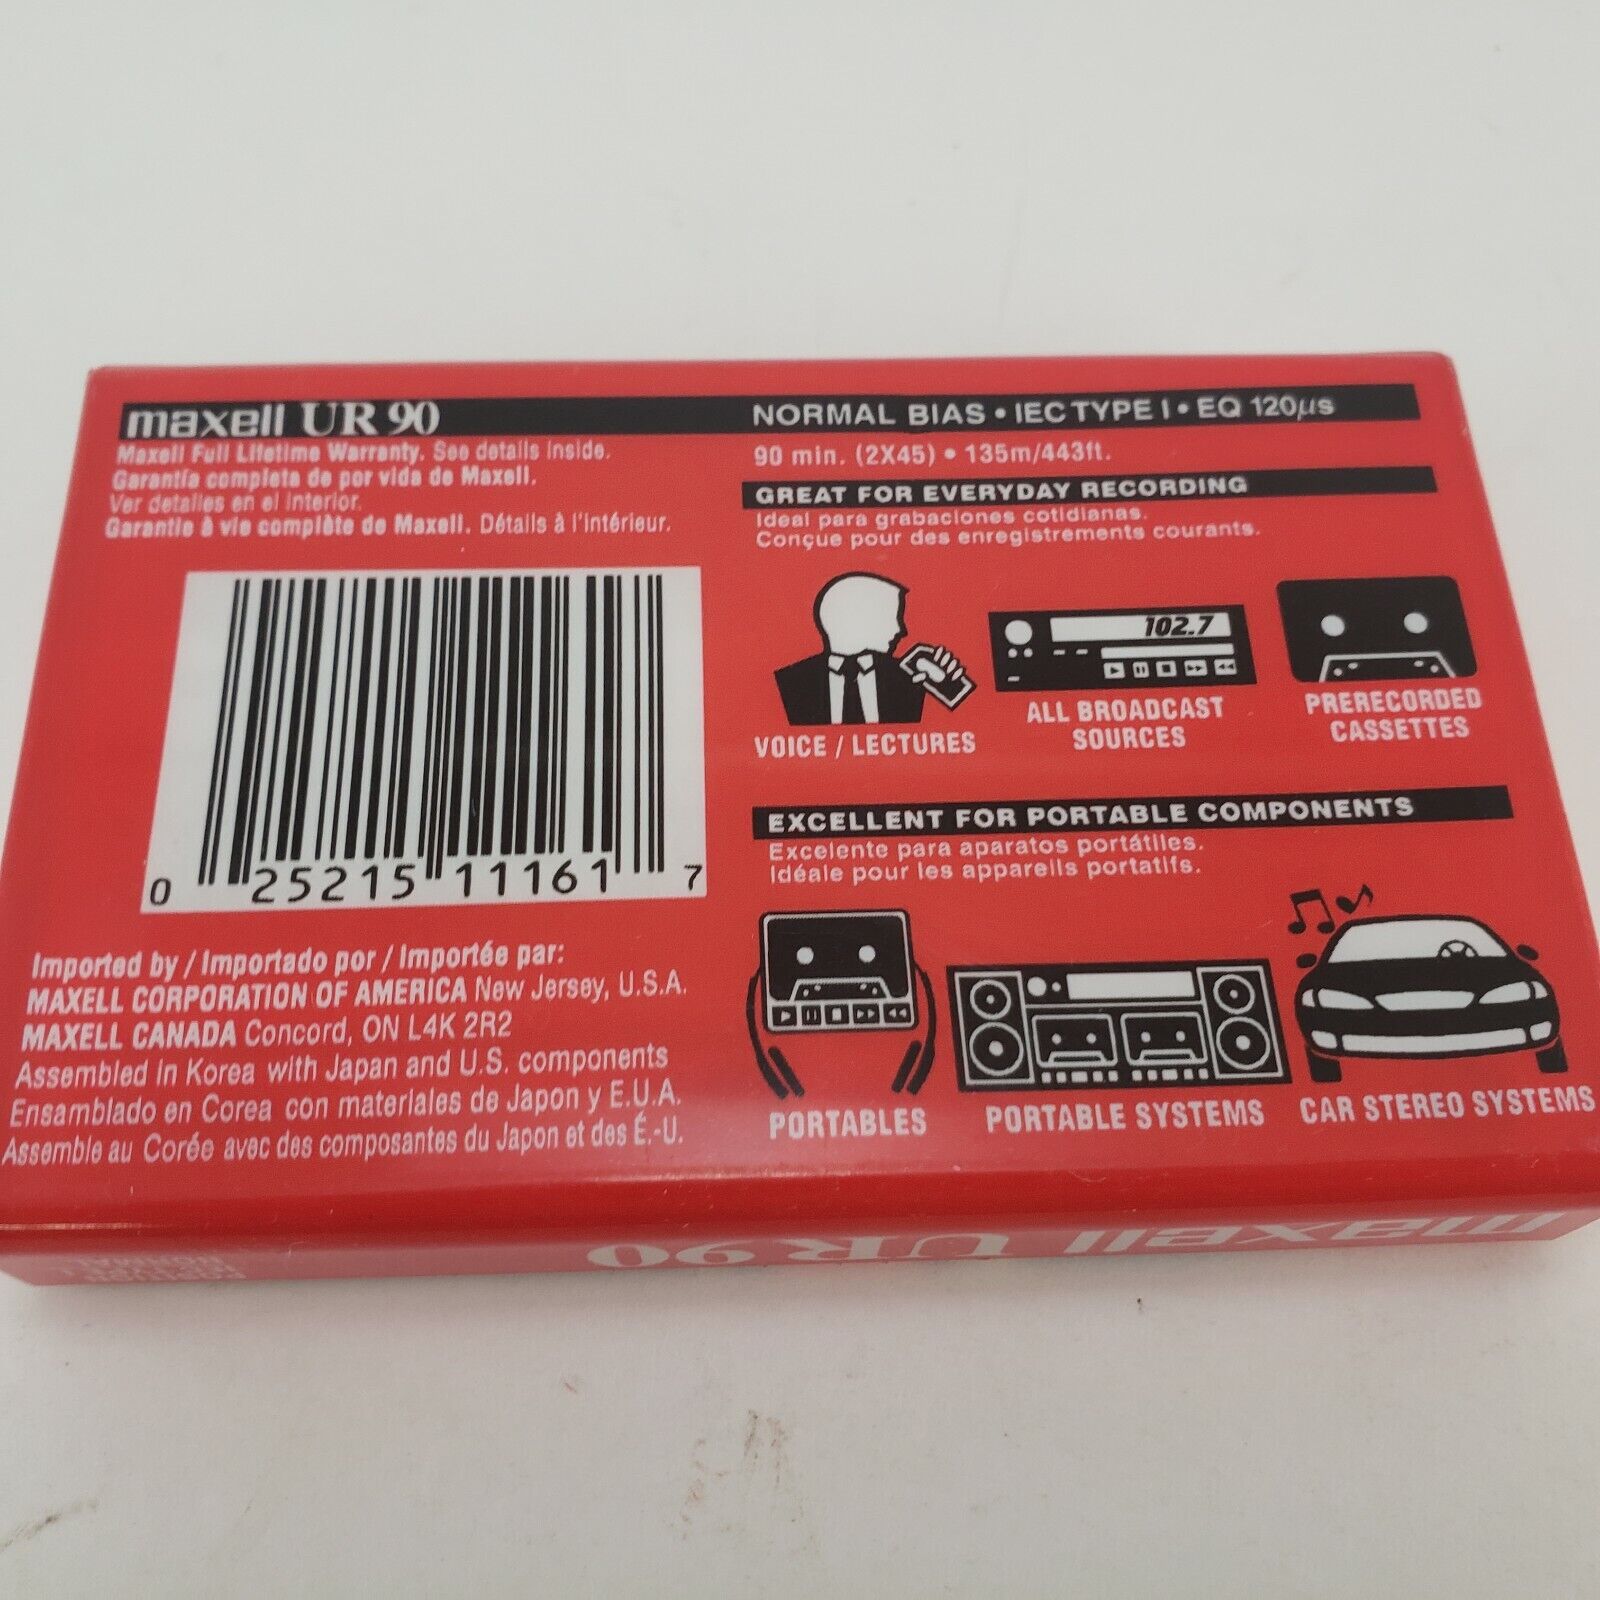 maxell UR 90
Maxell Full Lifetime Warranty. See details inside.
Garantía completa de por vida de Maxell.
Ver detalles en el interior.
Garantie à vie complète de Maxell. Détails à l'intérieur.
0 25215 11161 7
Imported by / Importado por / Importée par:
MAXELL CORPORATION OF AMERICA New Jersey, U.S.A.
MAXELL CANADA Concord, ON L4K 2R2
Assembled in Korea with Japan and U.S. components
Ensamblado en Corea con materiales de Japon y E.U.A.
Assemble au Corée avec des composantes du Japon et des É.-U.
NORMAL BIAS • IEC TYPE I • EQ 120µs
90 min. (2X45) • 135m/443ft.
GREAT FOR EVERYDAY RECORDING
Ideal para grabaciones cotidianas.
Conçue pour des enregistrements courants.
102.7
VOICE / LECTURES
ALL BROADCAST
SOURCES
PRERECORDED
CASSETTES
EXCELLENT FOR PORTABLE COMPONENTS
Excelente para aparatos portátiles.
Idéale pour les appareils portatifs.
PORTABLES
PORTABLE SYSTEMS
CAR STEREO SYSTEMS
maxell UR 90